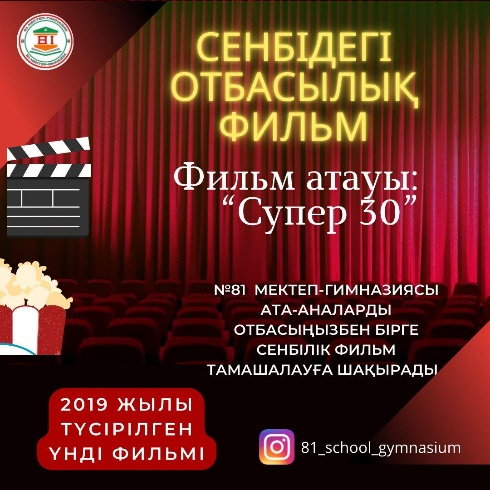 81
СЕНБІДЕГІ
ОТБАСЫЛЫҚ
ФИЛЬМ
Фильм атауы:
“Супер 30”
№81 МЕКТЕП-ГИМНАЗИЯСЫ
АТА-АНАЛАРДЫ
ОТБАСЫҢЫЗБЕН БІРГЕ
СЕНБІЛІК ФИЛЬМ
ТАМАШАЛАУҒА ШАҚЫРАДЫ
2019 ЖЫЛЫ
ТҮСІРІЛГЕН
ҮНДІ ФИЛЬМІ
81_school_gymnasium